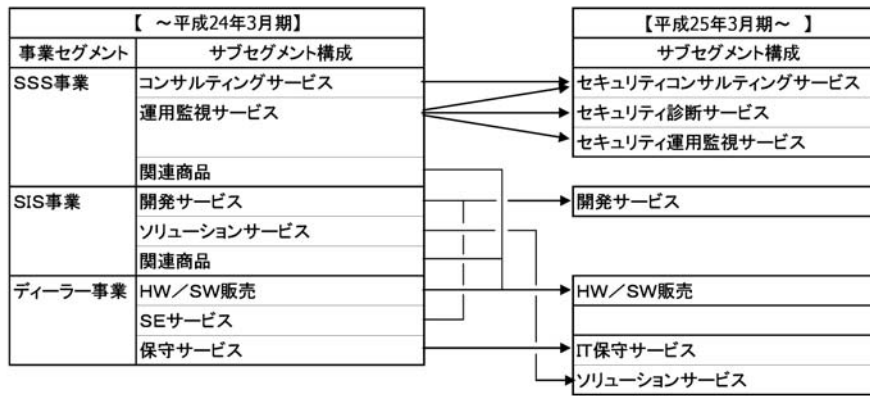 【 ～平成24年3月期】
【平成25年3月期～ 】
事業セグメント
サブセグメント構成
サブセグメント構成
SSS事業
コンサルティングサービス
セキュリティコンサルティングサービス
運用監視サービス
セキュリティ診断サービス
セキュリティ運用監視サービス
関連商品
SIS事業
開発サービス
開発サービス
ソリューションサービス
関連商品
ディーラー事業
HW／SW販売
HW／SW販売
SEサービス
保守サービス
IT保守サービス
ソリューションサービス